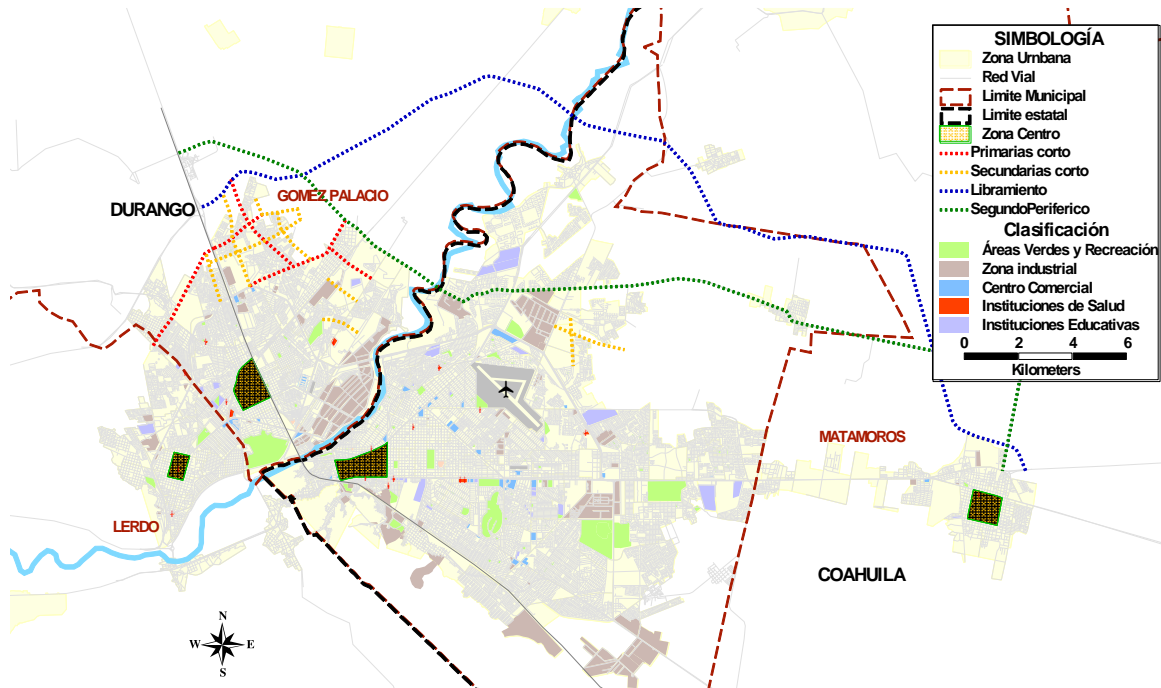 SIMBOLOGÍA
Zona Urnbana
Red Vial
Limite Municipal
Limite estatal
Zona Centro
Primarias corto
Secundarias corto
Libramiento
SegundoPeriferico
Clasificación
Áreas Verdes y Recreación
Zona industrial
Centro Comercial
Instituciones de Salud
Instituciones Educativas
0 2 4 6
Kilometers
GOMEZ PALACIO
DURANGO
MATAMOROS
LERDO
COAHUILA
N
W E
S